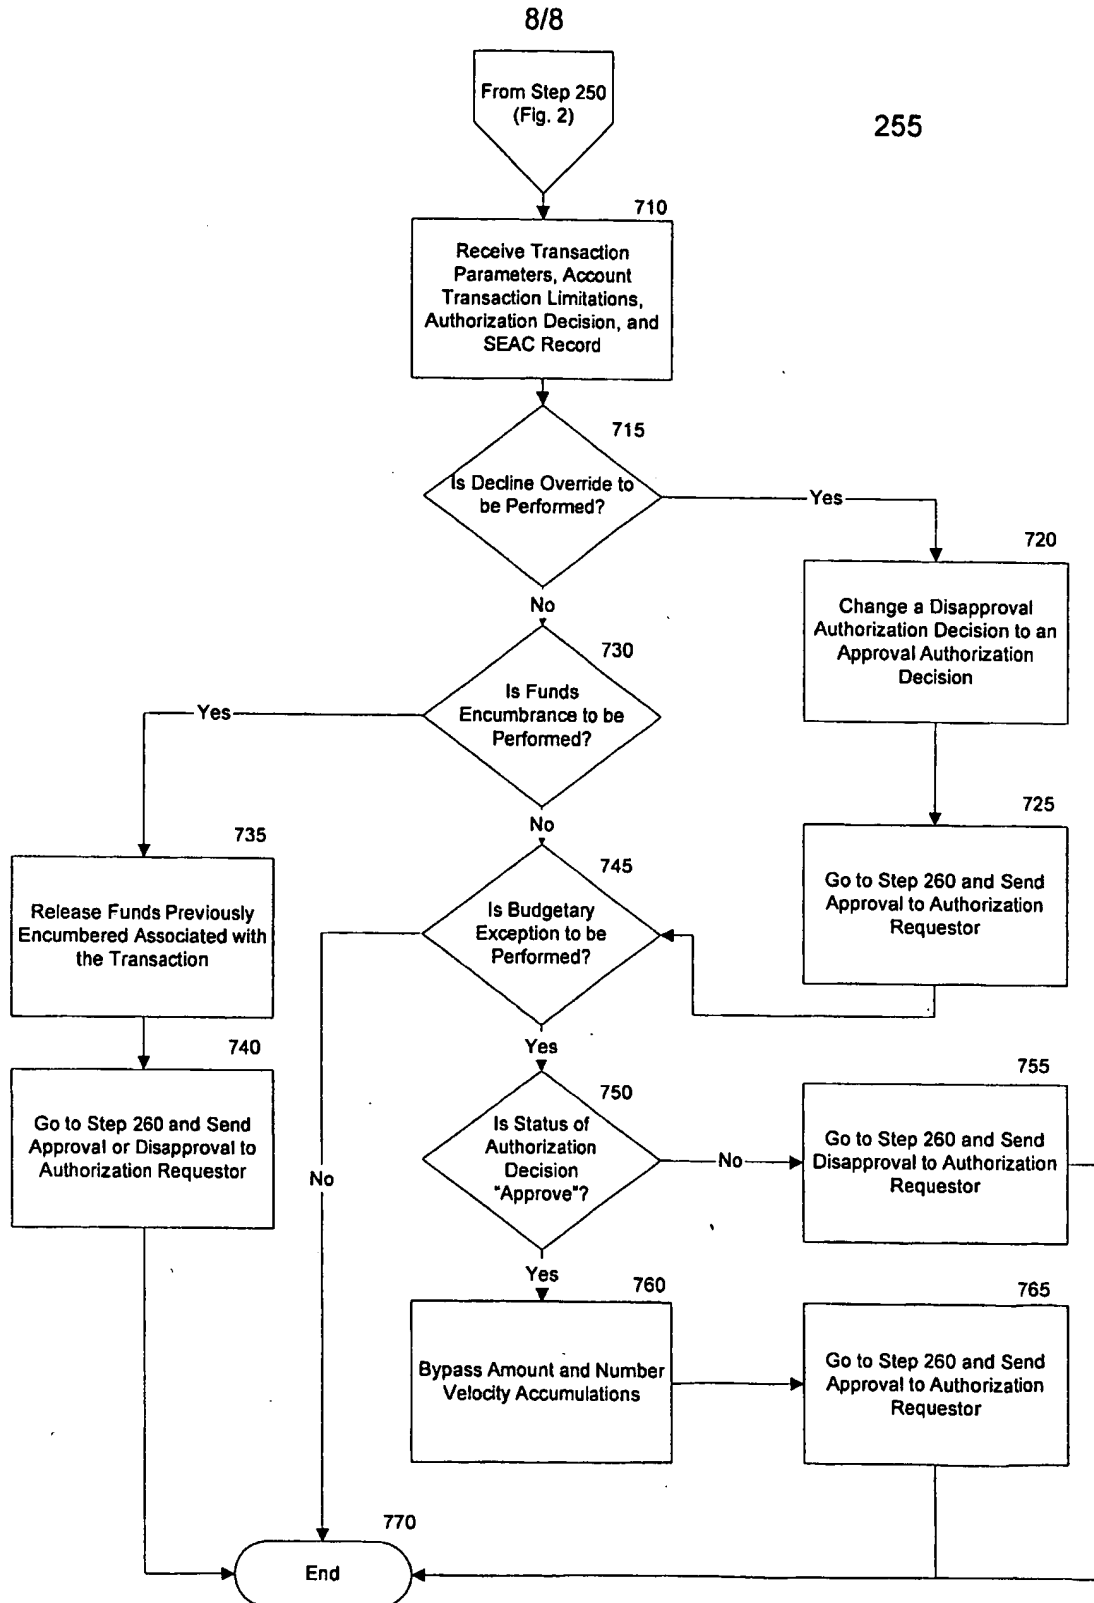 8/8
From Step 250
(Fig. 2)
255
710
Receive Transaction
Parameters, Account
Transaction Limitations,
Authorization Decision, and
SEAC Record
715
Is Decline Override to
be Performed?
Yes
720
No
Change a Disapproval
Authorization Decision to an
Approval Authorization
Decision
730
Is Funds
Encumbrance to be
Performed?
Yes
725
No
735
745
Go to Step 260 and Send
Approval to Authorization
Requestor
Release Funds Previously
Encumbered Associated with
the Transaction
Is Budgetary
Exception to be
Performed?
740
Yes
755
750
Go to Step 260 and Send
Approval or Disapproval to
Authorization Requestor
No
Is Status of
Authorization
Decision
"Approve"?
No
Go to Step 260 and Send
Disapproval to Authorization
Requestor
Yes
760
765
Bypass Amount and Number
Velocity Accumulations
Go to Step 260 and Send
Approval to Authorization
Requestor
770
End